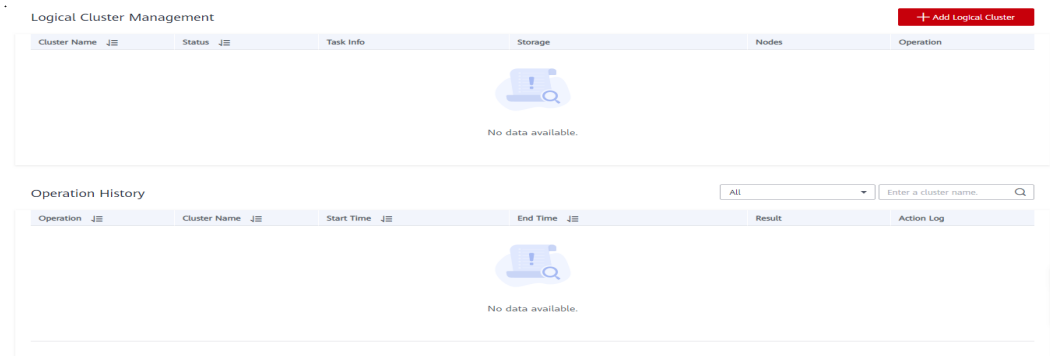 Logical Cluster Management
+ Add Logical Cluster
Cluster Name Status Task Info Storage Nodes Operation
No data available.
Operation History
All Enter a cluster name.
Operation Cluster Name Start Time End Time Result Action Log
No data available.